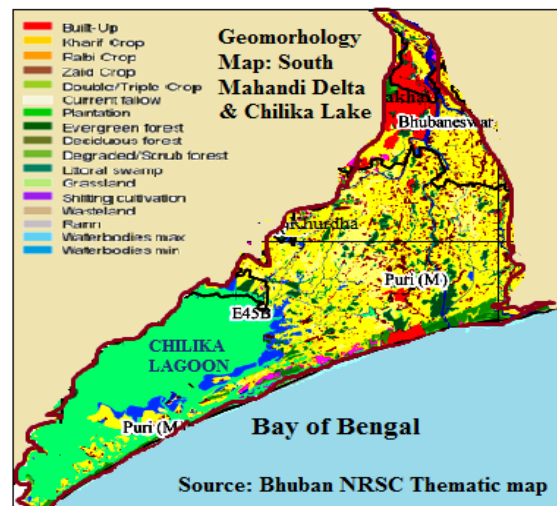 Built-Up
Kharif Crop
Rabi Crop
Zaid Crop
Double/Triple Crop
Current fallow
Plantation
Evergreen forest
Deciduous forest
Degraded/Scrub forest
Littoral swamp
Grassland
Shifting cultivation
Wasteland
Rann
Waterbodies max
Waterbodies min
Geomorhology
Map: South
Mahandi Delta
& Chilika Lake
Bhubaneswar
Khurdha
Puri (M)
E45B
CHILIKA
LAGOON
Puri (M
Bay of Bengal
Source: Bhuban NRSC Thematic map